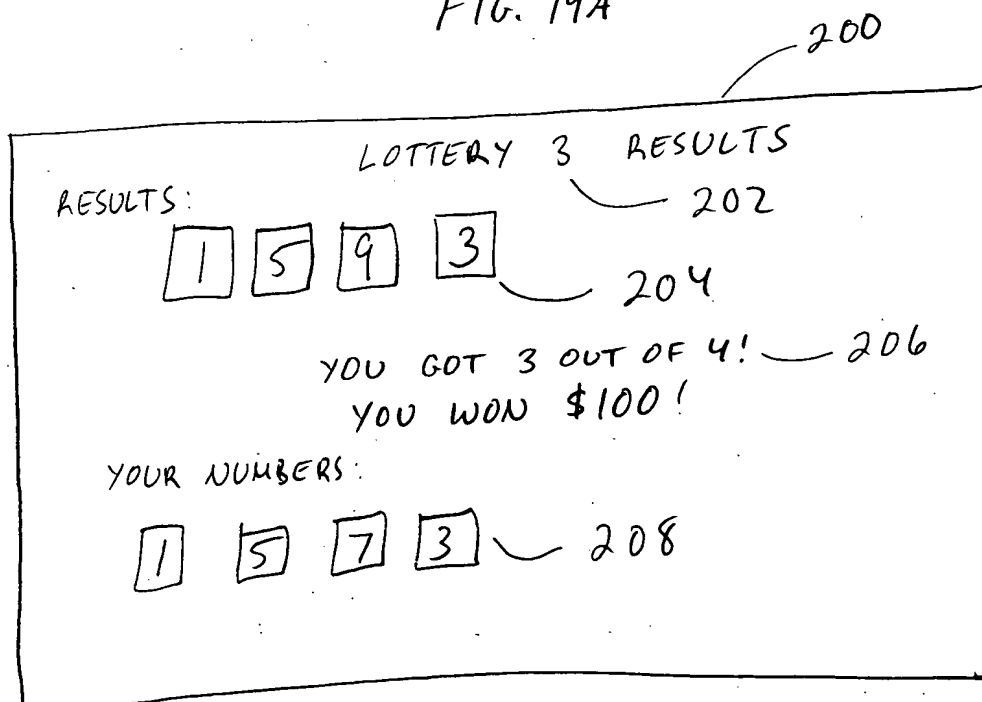 FIG. 19A
200
LOTTERY 3 RESULTS
202
RESULTS:
1 5 9 3
204
YOU GOT 3 OUT OF 4!
206
YOU WON $100!
YOUR NUMBERS:
1 5 7 3
208